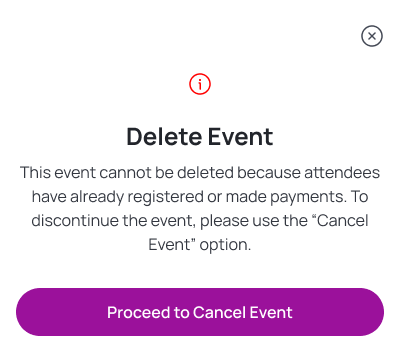 Delete Event
This event cannot be deleted because attendees
have already registered or made payments. To
discontinue the event, please use the “Cancel
Event” option.
Proceed to Cancel Event